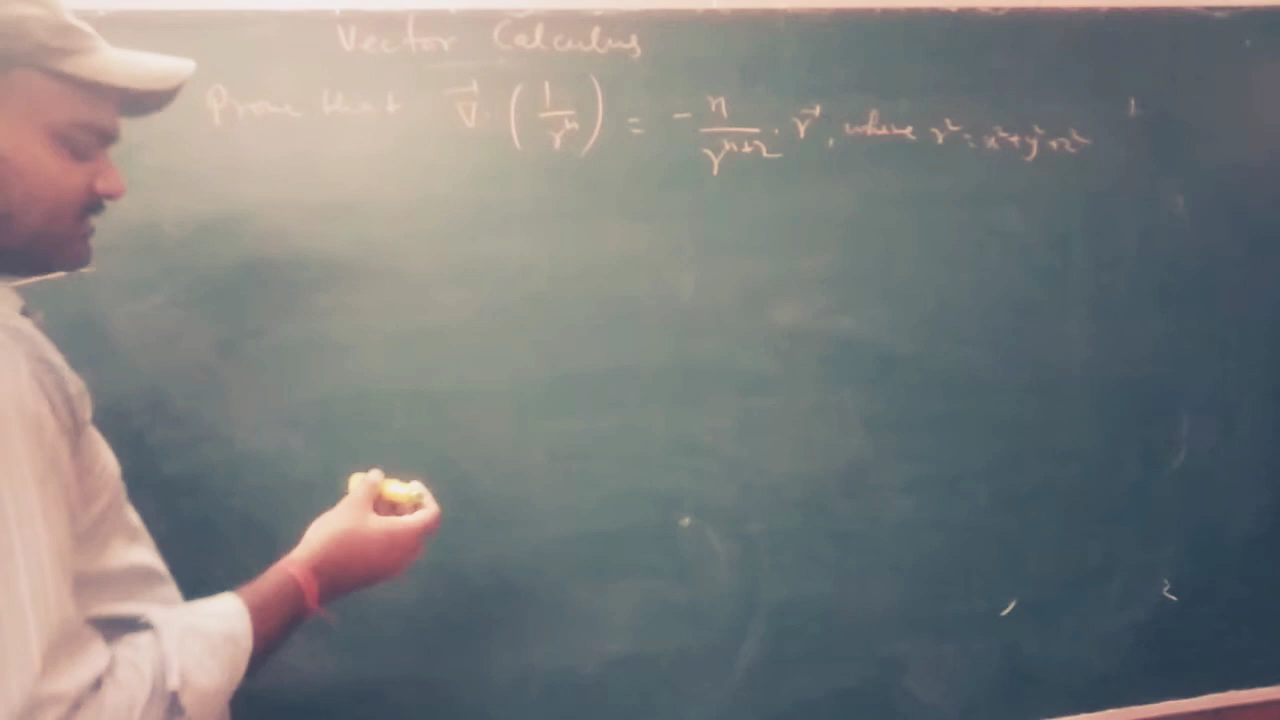 Vector Calculus
Prove that ∇⃗. (1/rⁿ) = - n/rⁿ⁺² . r⃗, where r² = x²+y²+z²